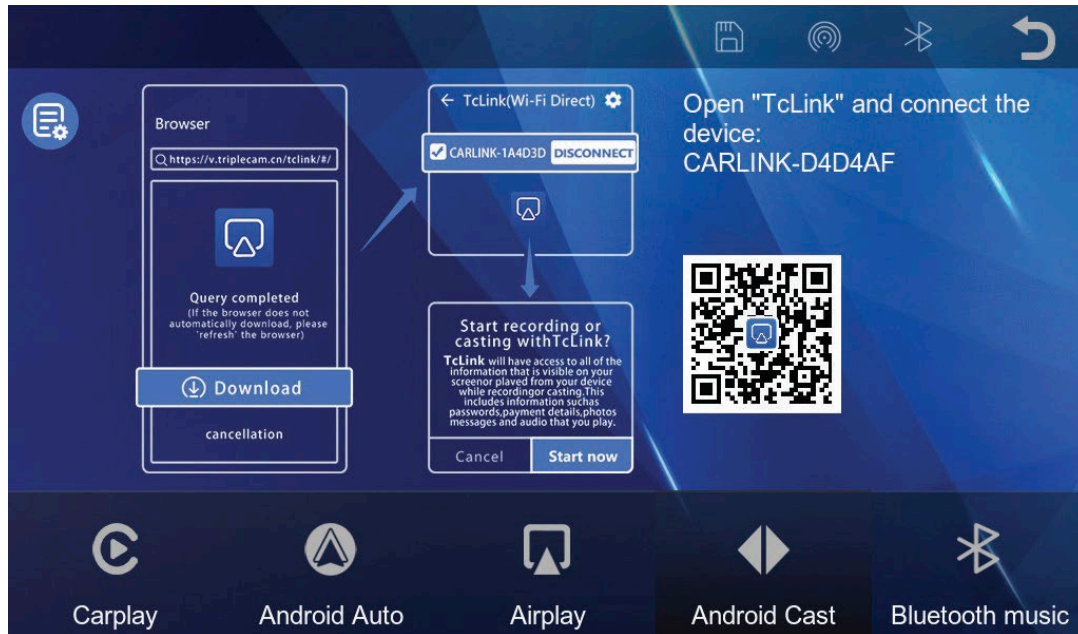 Browser
https://v.triplecam.cn/tclink/#/
Query completed
(If the browser does not
automatically download, please
'refresh' the browser)
Download
cancellation
TcLink(Wi-Fi Direct)
CARLINK-1A4D3D DISCONNECT
Start recording or
casting withTcLink?
TcLink will have access to all of the
information that is visible on your
screenor plaved from your device
while recordingor casting.This
includes information suchas
passwords,payment details,photos
messages and audio that you play.
Cancel Start now
Open "TcLink" and connect the
device:
CARLINK-D4D4AF
Carplay Android Auto Airplay Android Cast Bluetooth music